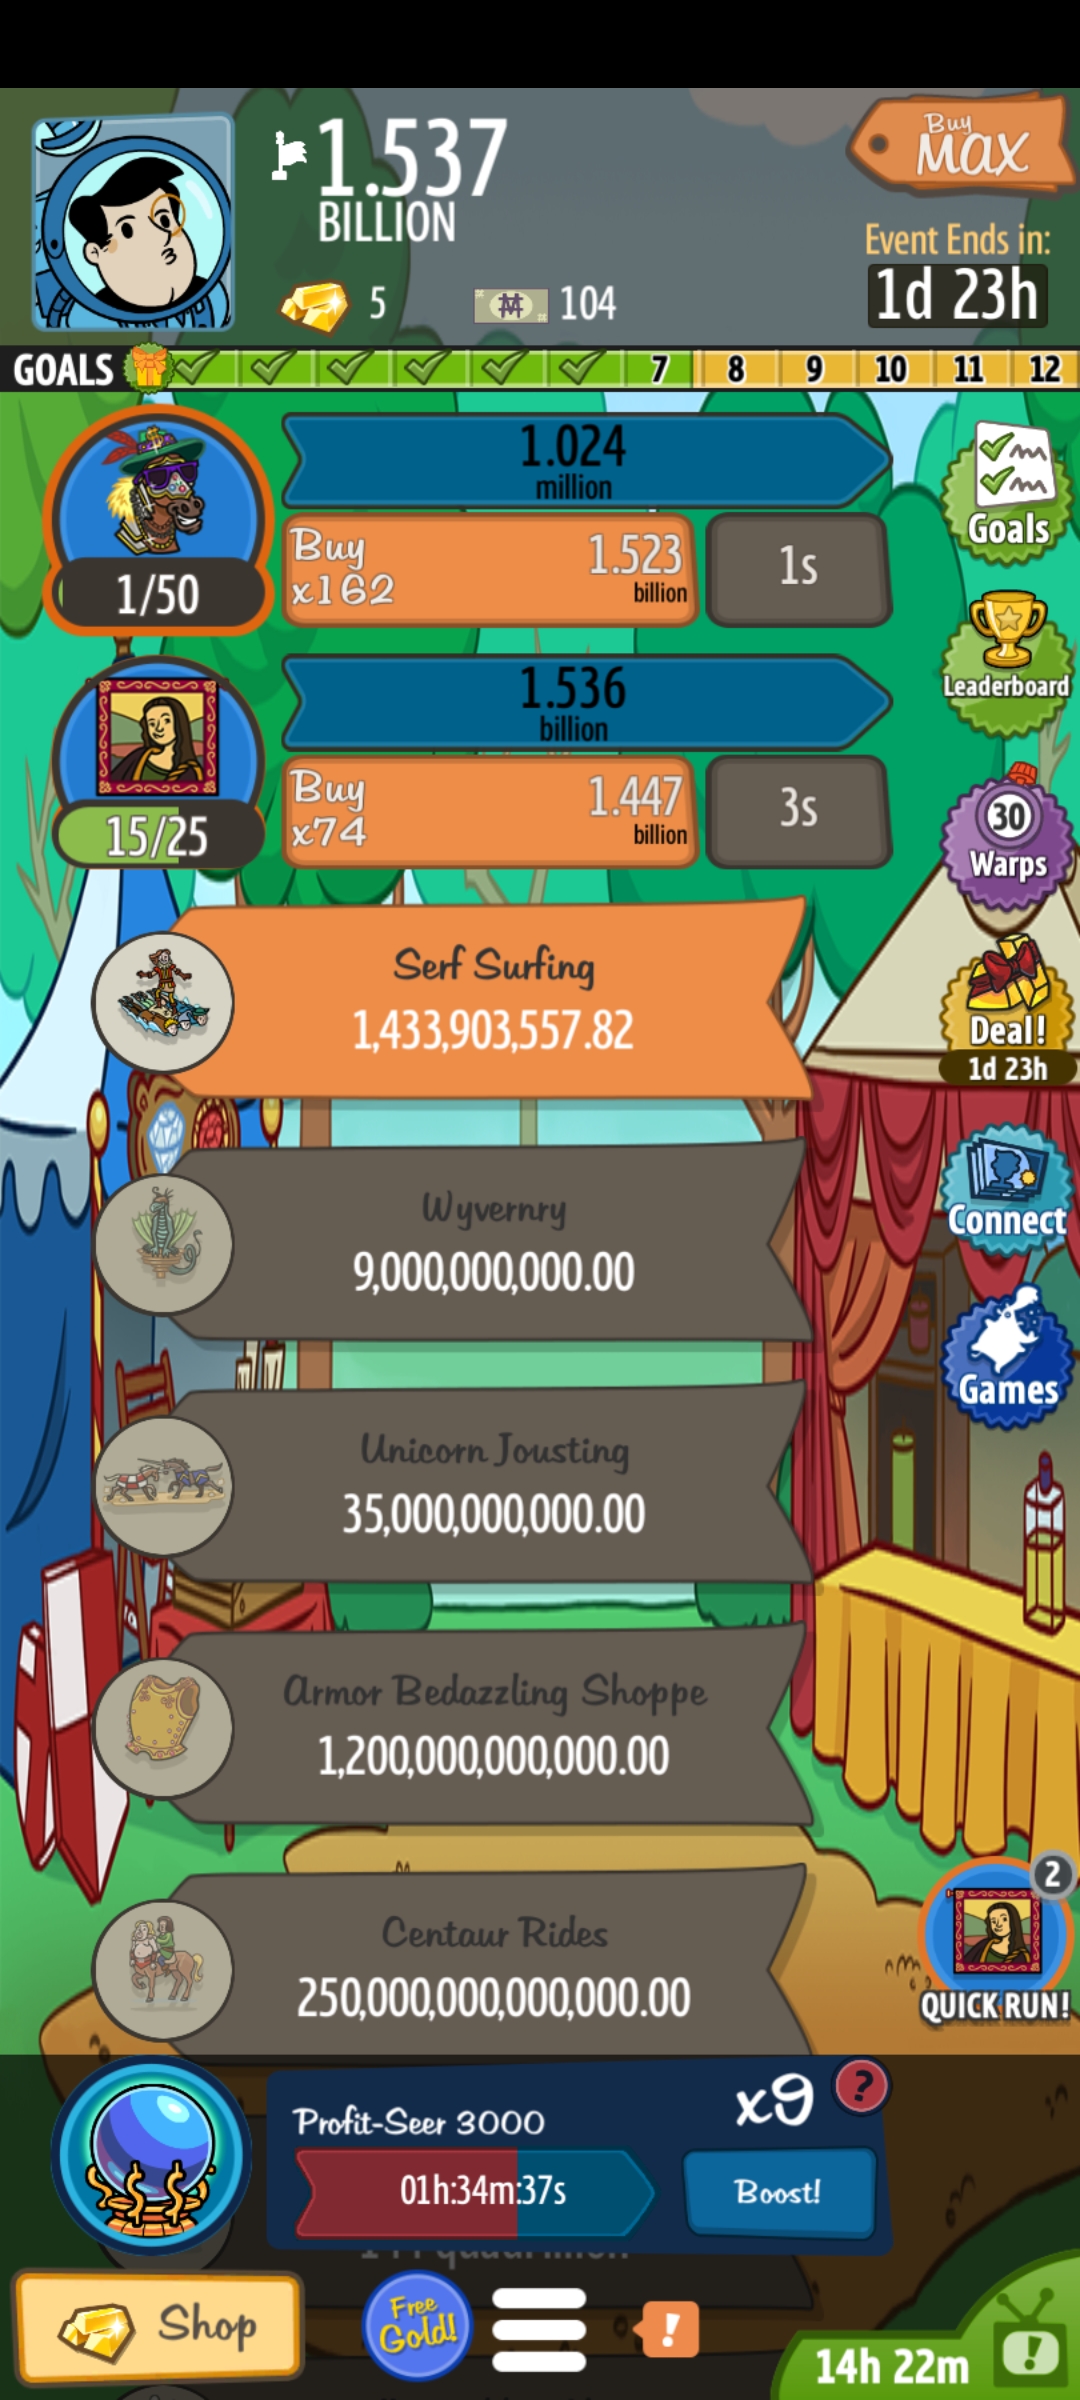 1.537
BILLION
Buy
MAX
Event Ends in:
5
104
1d 23h
GOALS
7
8
9
10
11
12
1.024
million
Buy
x162
1.523
billion
1s
1/50
Goals
1.536
billion
Leaderboard
Buy
x74
1.447
billion
3s
15/25
30
Warps
Serf Surfing
1,433,903,557.82
Deal!
1d 23h
Wyvernry
9,000,000,000.00
Connect
Unicorn Jousting
35,000,000,000.00
Games
Armor Bedazzling Shoppe
1,200,000,000,000.00
Centaur Rides
250,000,000,000,000.00
2
QUICK RUN!
Profit-Seer 3000
x9
?
01h:34m:37s
Boost!
Shop
Free
Gold!
!
14h 22m
!